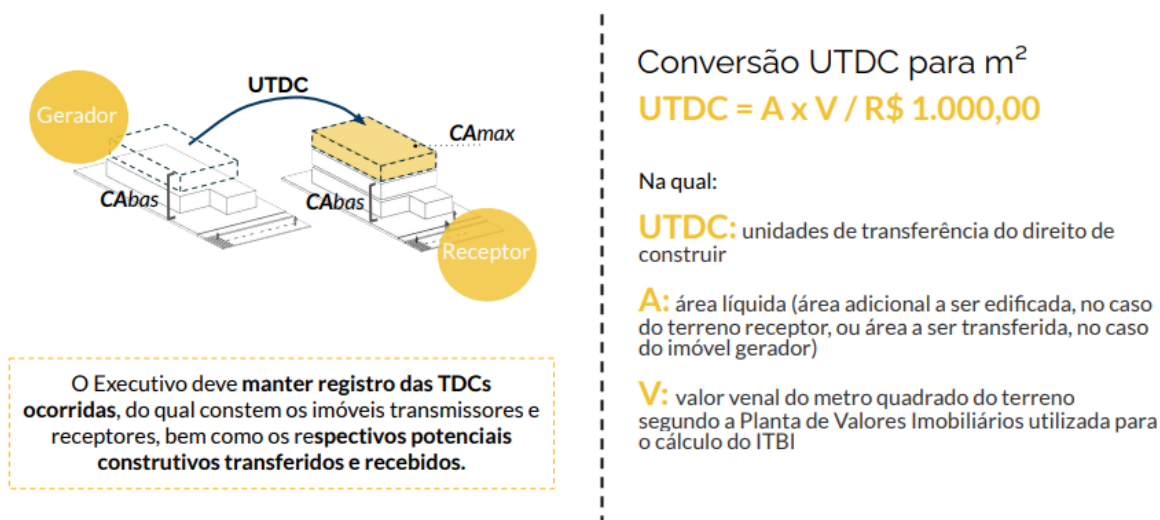 Gerador
UTDC
CAmax
CAbas
CAbas
Receptor
O Executivo deve manter registro das TDCs
ocorridas, do qual constem os imóveis transmissores e
receptores, bem como os respectivos potenciais
construtivos transferidos e recebidos.
Conversão UTDC para m²
UTDC = A x V / R$ 1.000,00
Na qual:
UTDC: unidades de transferência do direito de
construir
A: área líquida (área adicional a ser edificada, no caso
do terreno receptor, ou área a ser transferida, no caso
do imóvel gerador)
V: valor venal do metro quadrado do terreno
segundo a Planta de Valores Imobiliários utilizada para
o cálculo do ITBI